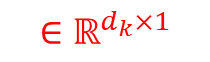 ∈ ℝ^{d_k×1}